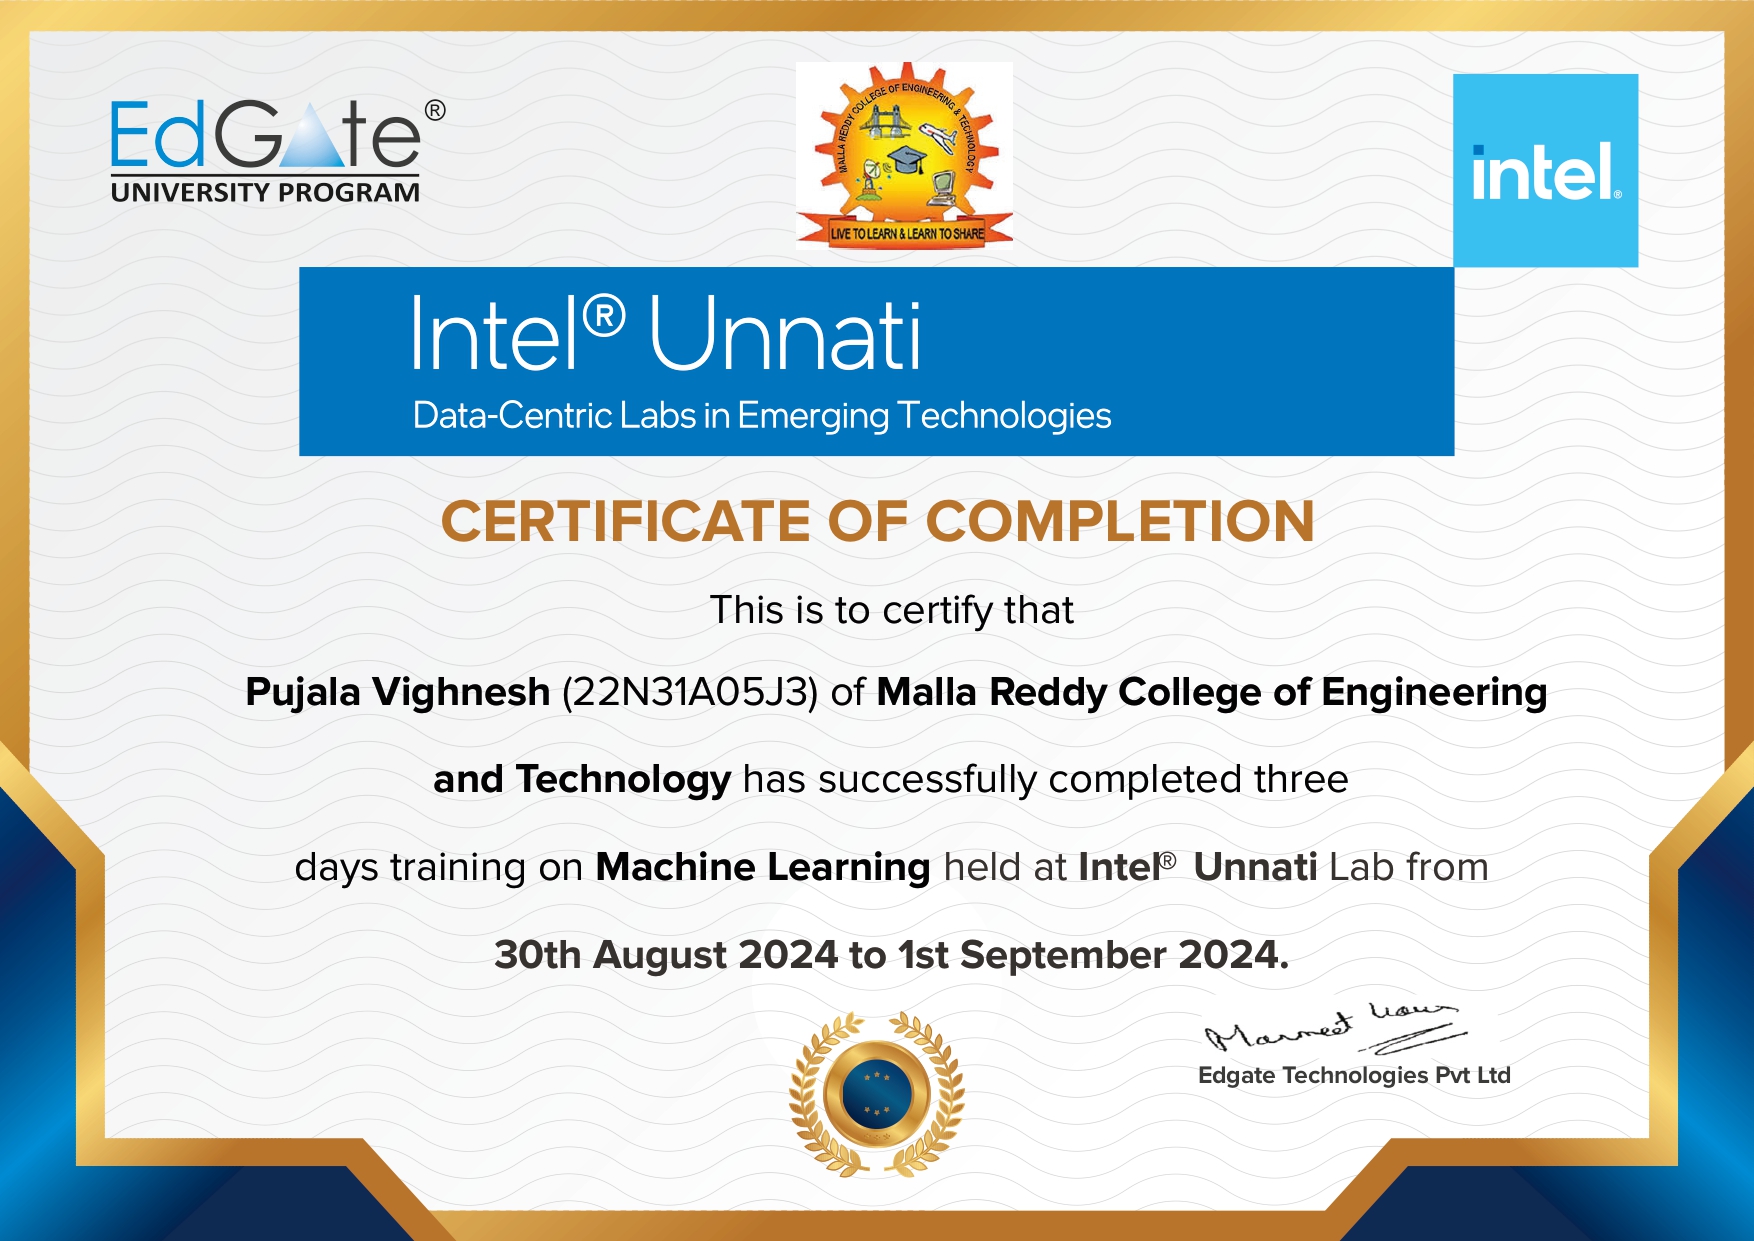 EdGate®
UNIVERSITY PROGRAM
MALLA REDDY COLLEGE OF ENGINEERING & TECHNOLOGY
LIVE TO LEARN & LEARN TO SHARE
intel®
Intel® Unnati
Data-Centric Labs in Emerging Technologies
CERTIFICATE OF COMPLETION
This is to certify that
Pujala Vighnesh (22N31A05J3) of Malla Reddy College of Engineering
and Technology has successfully completed three
days training on Machine Learning held at Intel® Unnati Lab from
30th August 2024 to 1st September 2024.
Edgate Technologies Pvt Ltd